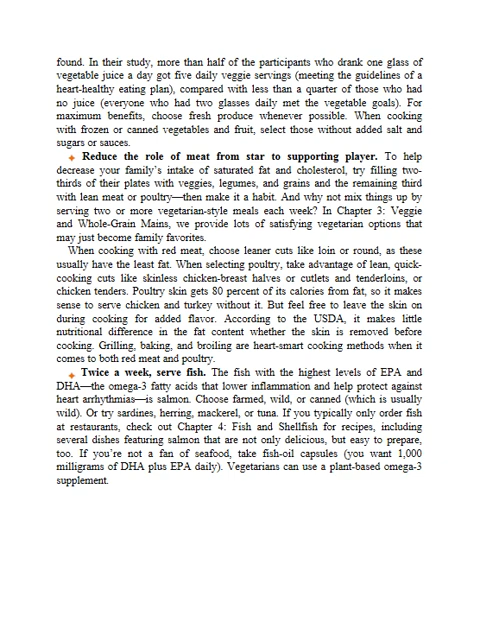 found. In their study, more than half of the participants who drank one glass of
vegetable juice a day got five daily veggie servings (meeting the guidelines of a
heart-healthy eating plan), compared with less than a quarter of those who had
no juice (everyone who had two glasses daily met the vegetable goals). For
maximum benefits, choose fresh produce whenever possible. When cooking
with frozen or canned vegetables and fruit, select those without added salt and
sugars or sauces.
Reduce the role of meat from star to supporting player. To help
decrease your family's intake of saturated fat and cholesterol, try filling two-
thirds of their plates with veggies, legumes, and grains and the remaining third
with lean meat or poultry—then make it a habit. And why not mix things up by
serving two or more vegetarian-style meals each week? In Chapter 3: Veggie
and Whole-Grain Mains, we provide lots of satisfying vegetarian options that
may just become family favorites.
When cooking with red meat, choose leaner cuts like loin or round, as these
usually have the least fat. When selecting poultry, take advantage of lean, quick-
cooking cuts like skinless chicken-breast halves or cutlets and tenderloins, or
chicken tenders. Poultry skin gets 80 percent of its calories from fat, so it makes
sense to serve chicken and turkey without it. But feel free to leave the skin on
during cooking for added flavor. According to the USDA, it makes little
nutritional difference in the fat content whether the skin is removed before
cooking. Grilling, baking, and broiling are heart-smart cooking methods when it
comes to both red meat and poultry.
Twice a week, serve fish. The fish with the highest levels of EPA and
DHA—the omega-3 fatty acids that lower inflammation and help protect against
heart arrhythmias—is salmon. Choose farmed, wild, or canned (which is usually
wild). Or try sardines, herring, mackerel, or tuna. If you typically only order fish
at restaurants, check out Chapter 4: Fish and Shellfish for recipes, including
several dishes featuring salmon that are not only delicious, but easy to prepare,
too. If you're not a fan of seafood, take fish-oil capsules (you want 1,000
milligrams of DHA plus EPA daily). Vegetarians can use a plant-based omega-3
supplement.